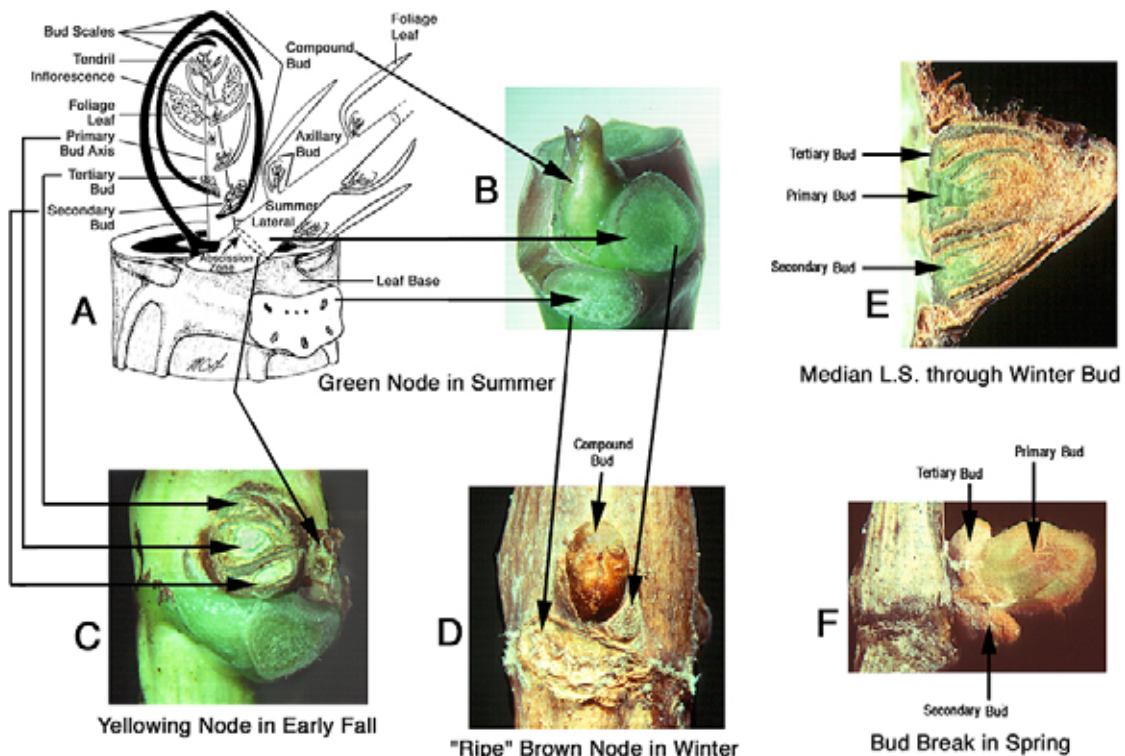 Bud Scales
Tendril
Inflorescence
Foliage
Leaf
Primary
Bud Axis
Tertiary
Bud
Secondary
Bud
Compound
Bud
Foliage
Leaf
Axillary
Bud
Summer
Lateral
Abscission
Zone
Leaf Base
A
Green Node in Summer
B
Tertiary Bud
Primary Bud
Secondary Bud
E
Median L.S. through Winter Bud
C
Yellowing Node in Early Fall
Compound
Bud
D
"Ripe" Brown Node in Winter
Tertiary Bud
Primary Bud
F
Secondary Bud
Bud Break in Spring